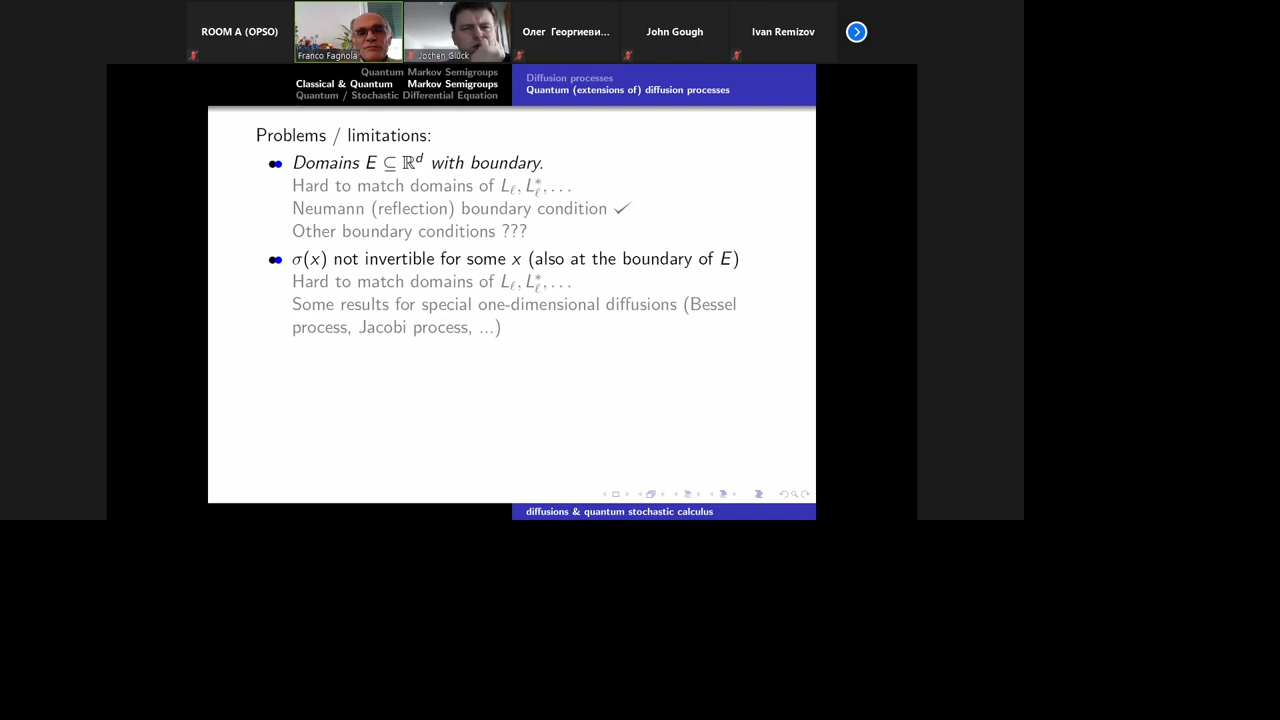 ROOM A (OPSO)
Franco Fagnola
Jochen Glück
Олег Георгиеви...
John Gough
Ivan Remizov
Quantum Markov Semigroups
Classical & Quantum Markov Semigroups
Quantum / Stochastic Differential Equation
Diffusion processes
Quantum (extensions of) diffusion processes
Problems / limitations:
Domains E ⊆ ℝᵈ with boundary.
Hard to match domains of L_ℓ, L_ℓ^*, ...
Neumann (reflection) boundary condition ✓
Other boundary conditions ???
σ(x) not invertible for some x (also at the boundary of E)
Hard to match domains of L_ℓ, L_ℓ^*, ...
Some results for special one-dimensional diffusions (Bessel
process, Jacobi process, ...)
diffusions & quantum stochastic calculus